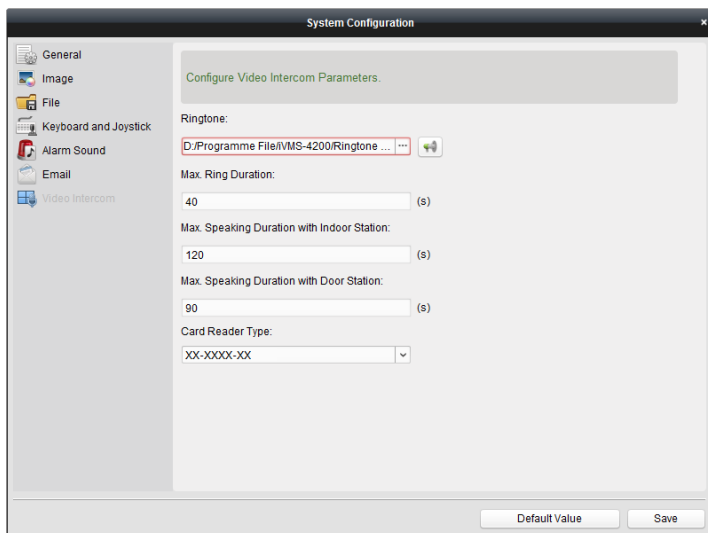 System Configuration
×
General
Image
File
Keyboard and Joystick
Alarm Sound
Email
Video Intercom
Configure Video Intercom Parameters.
Ringtone:
D:/Programme File/iVMS-4200/Ringtone ... ...
Max. Ring Duration:
40 (s)
Max. Speaking Duration with Indoor Station:
120 (s)
Max. Speaking Duration with Door Station:
90 (s)
Card Reader Type:
XX-XXXX-XX
Default Value Save